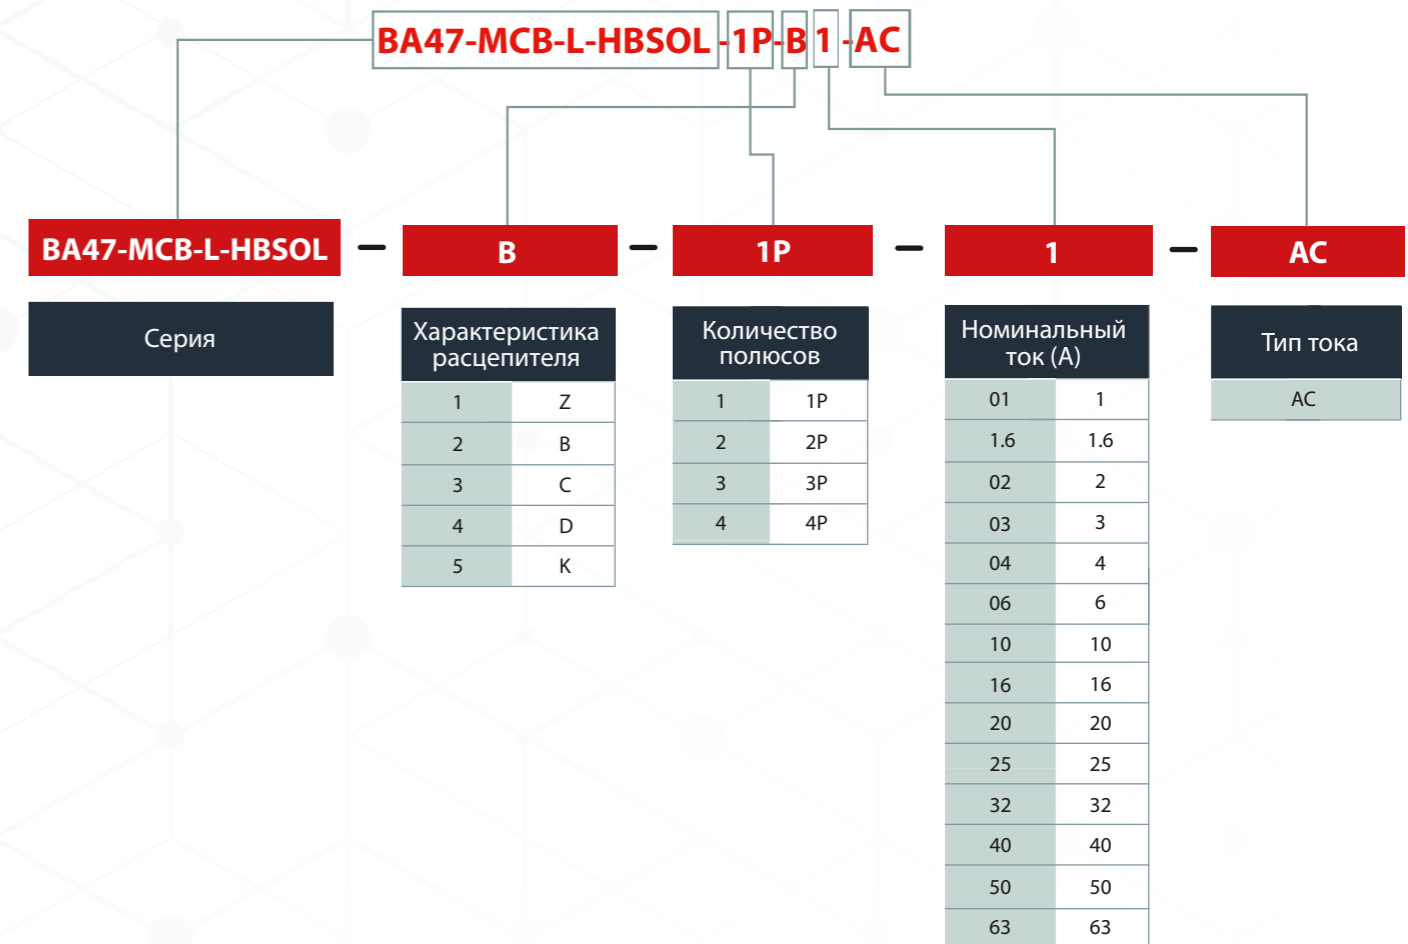 BA47-MCB-L-HBSOL-1P-B1-AC
BA47-MCB-L-HBSOL – B – 1P – 1 – AC
Серия
Характеристика
расцепителя
1 Z
2 B
3 C
4 D
5 K
Количество
полюсов
1 1P
2 2P
3 3P
4 4P
Номинальный
ток (А)
01 1
1.6 1.6
02 2
03 3
04 4
06 6
10 10
16 16
20 20
25 25
32 32
40 40
50 50
63 63
Тип тока
AC